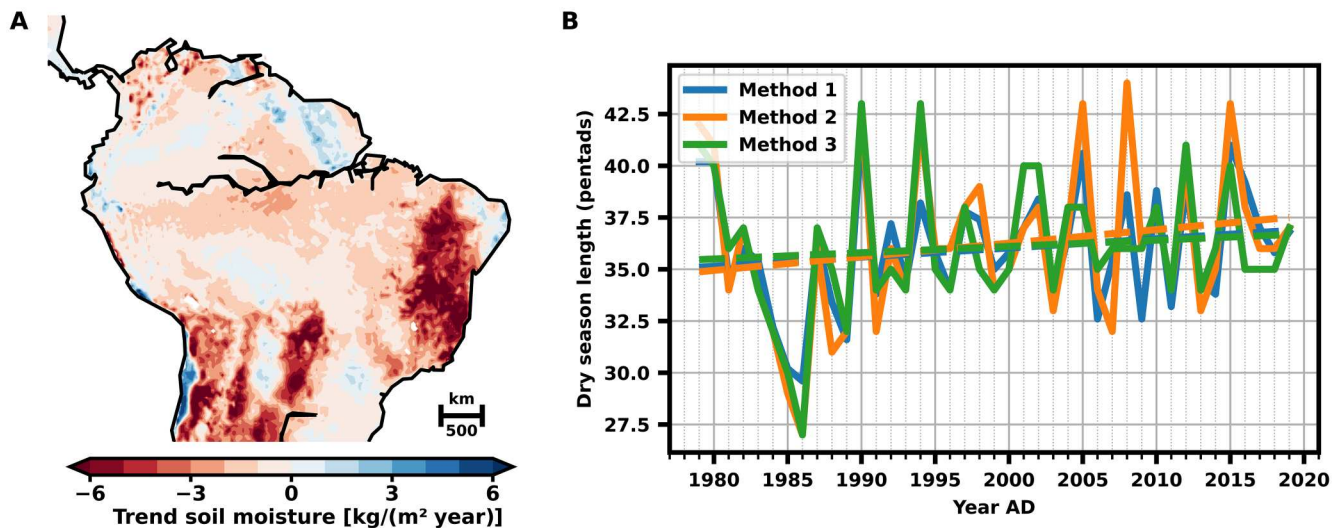 A
km
500
−6 −3 0 3 6
Trend soil moisture [kg/(m² year)]
B
Method 1
Method 2
Method 3
42.5
40.0
37.5
35.0
32.5
30.0
27.5
Dry season length (pentads)
1980 1985 1990 1995 2000 2005 2010 2015 2020
Year AD